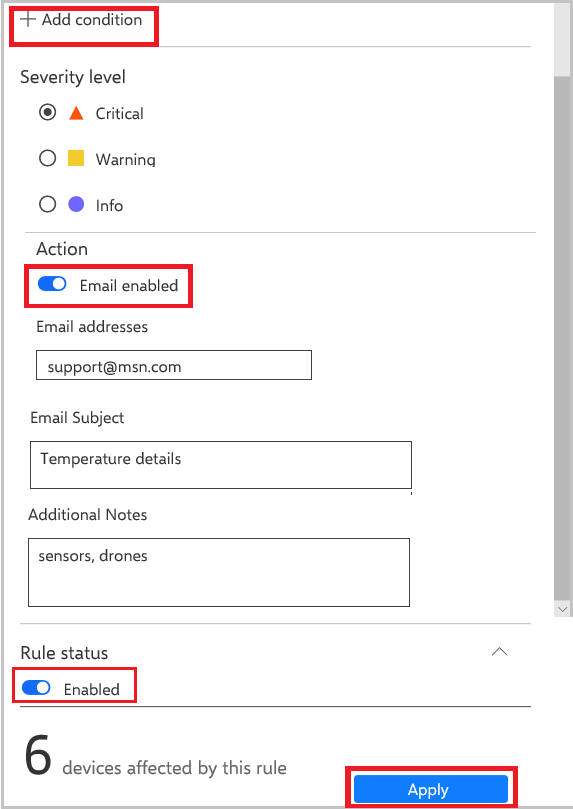 + Add condition
Severity level
Critical
Warning
Info
Action
Email enabled
Email addresses
support@msn.com
Email Subject
Temperature details
Additional Notes
sensors, drones
Rule status
Enabled
6 devices affected by this rule
Apply